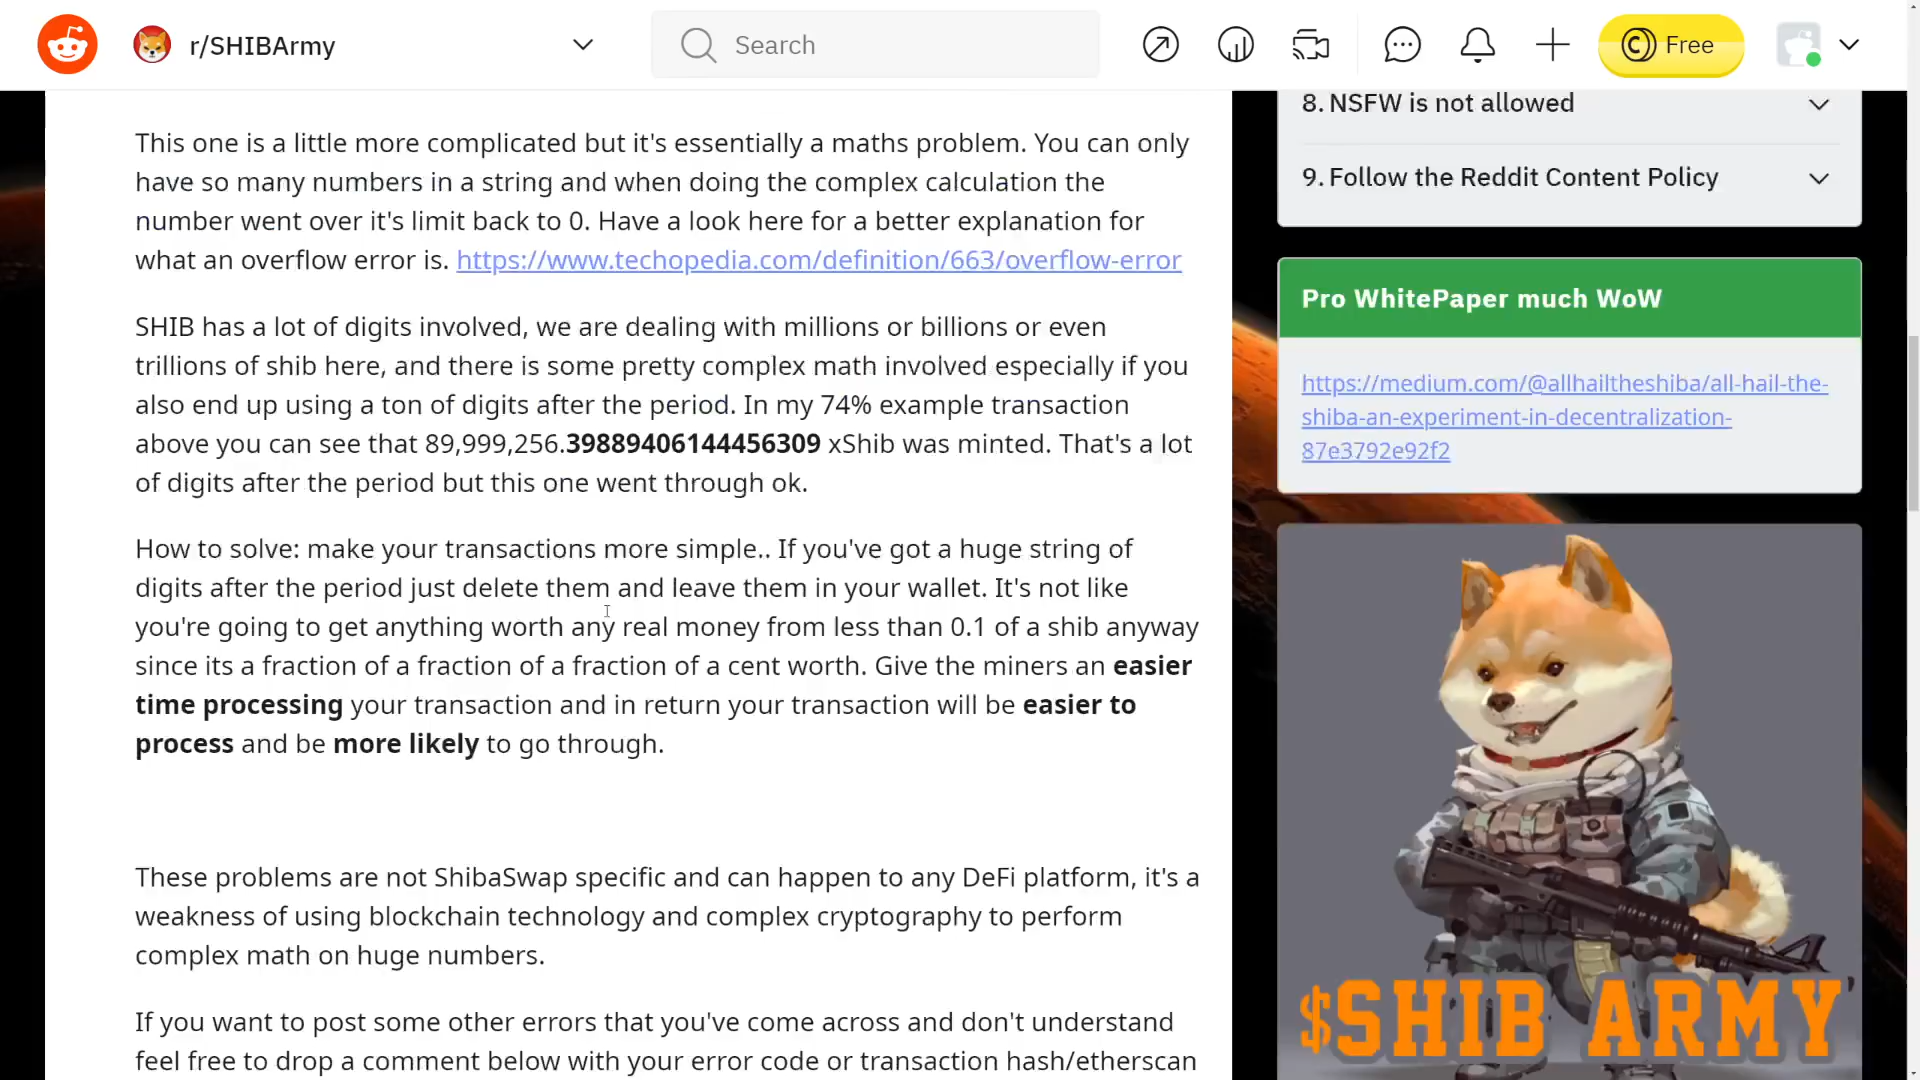 r/SHIBArmy
Search
Free
This one is a little more complicated but it's essentially a maths problem. You can only
have so many numbers in a string and when doing the complex calculation the
number went over it's limit back to 0. Have a look here for a better explanation for
what an overflow error is. https://www.techopedia.com/definition/663/overflow-error
SHIB has a lot of digits involved, we are dealing with millions or billions or even
trillions of shib here, and there is some pretty complex math involved especially if you
also end up using a ton of digits after the period. In my 74% example transaction
above you can see that 89,999,256.39889406144456309 xShib was minted. That's a lot
of digits after the period but this one went through ok.
How to solve: make your transactions more simple.. If you've got a huge string of
digits after the period just delete them and leave them in your wallet. It's not like
you're going to get anything worth any real money from less than 0.1 of a shib anyway
since its a fraction of a fraction of a fraction of a cent worth. Give the miners an easier
time processing your transaction and in return your transaction will be easier to
process and be more likely to go through.
These problems are not ShibaSwap specific and can happen to any DeFi platform, it's a
weakness of using blockchain technology and complex cryptography to perform
complex math on huge numbers.
If you want to post some other errors that you've come across and don't understand
feel free to drop a comment below with your error code or transaction hash/etherscan
8. NSFW is not allowed
9. Follow the Reddit Content Policy
Pro WhitePaper much WoW
https://medium.com/@allhailtheshiba/all-hail-the-
shiba-an-experiment-in-decentralization-
87e3792e92f2
$SHIB ARMY